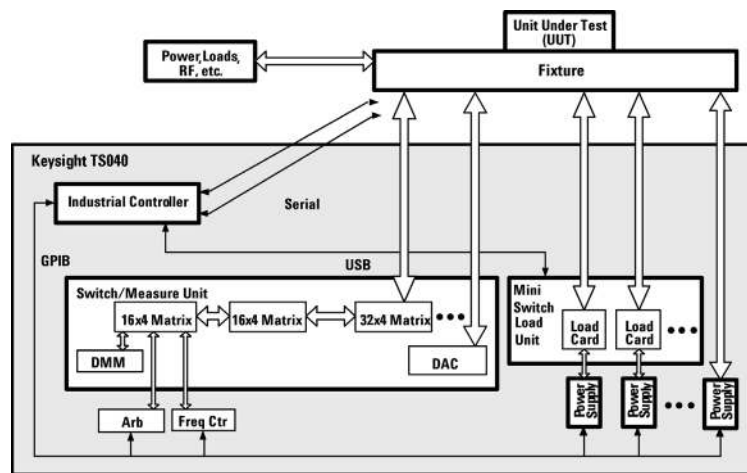 Unit Under Test
(UUT)
Power, Loads,
RF, etc.
Fixture
Keysight TS040
Industrial Controller
Serial
GPIB
USB
Switch/Measure Unit
16x4 Matrix
16x4 Matrix
32x4 Matrix
DMM
DAC
Mini
Switch
Load
Unit
Load
Card
Load
Card
Arb
Freq Ctr
Power
Supply
Power
Supply
Power
Supply